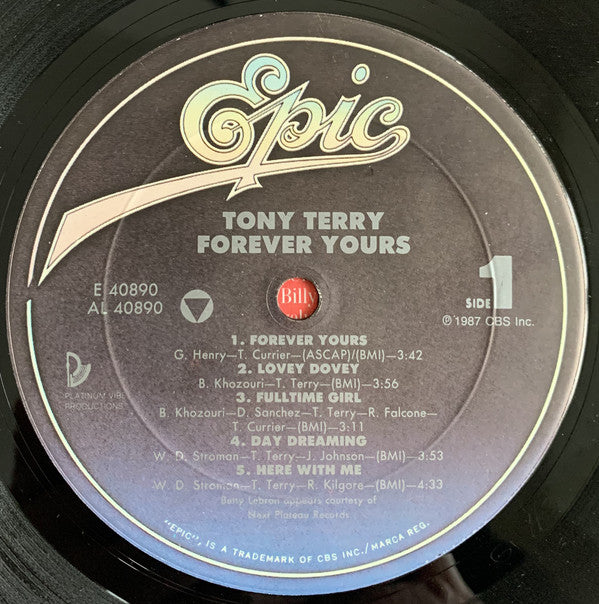 Epic
TONY TERRY
FOREVER YOURS
E 40890
AL 40890
Billy
SIDE 1
℗ 1987 CBS Inc.
1. FOREVER YOURS
G. Henry—T. Currier—(ASCAP)/(BMI)—3:42
2. LOVEY DOVEY
B. Khozouri—T. Terry—(BMI)—3:56
3. FULLTIME GIRL
B. Khozouri—D. Sanchez—T. Terry—R. Falcone—
T. Currier—(BMI)—3:11
4. DAY DREAMING
W. D. Stroman—T. Terry—J. Johnson—(BMI)—3:53
5. HERE WITH ME
W. D. Stroman—T. Terry—R. Kilgore—(BMI)—4:33
Betty Lebron appears courtesy of
Next Plateau Records
PLATINUM VIBE
PRODUCTIONS
"EPIC", IS A TRADEMARK OF CBS INC./MARCA REG.